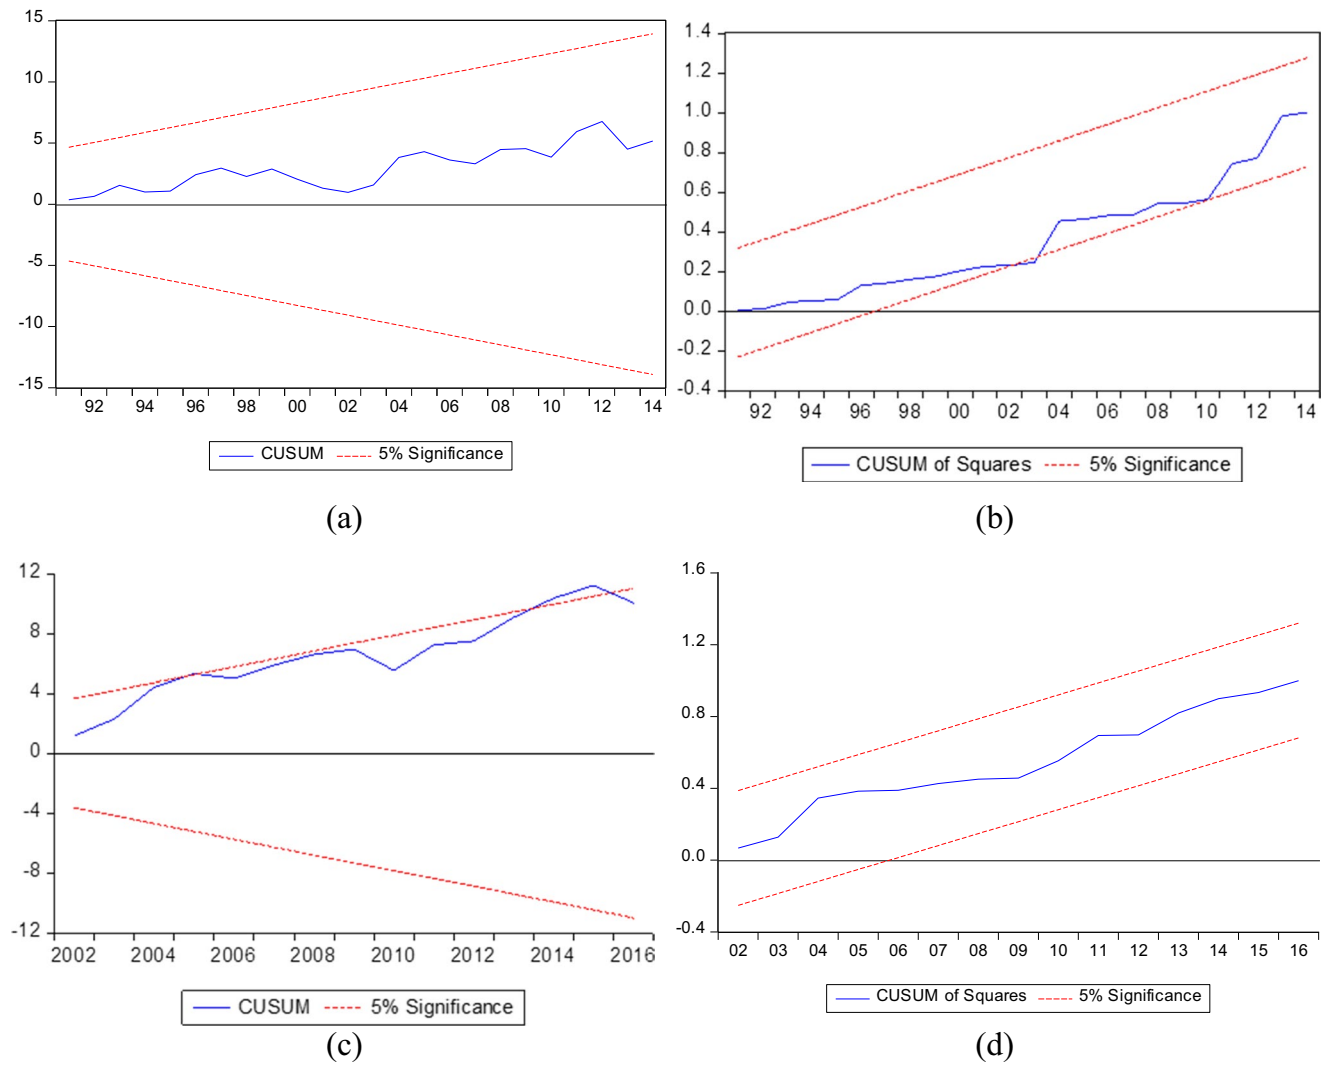 15
10
5
0
-5
-10
-15
92 94 96 98 00 02 04 06 08 10 12 14
CUSUM 5% Significance
(a)
1.4
1.2
1.0
0.8
0.6
0.4
0.2
0.0
-0.2
-0.4
92 94 96 98 00 02 04 06 08 10 12 14
CUSUM of Squares 5% Significance
(b)
12
8
4
0
-4
-8
-12
2002 2004 2006 2008 2010 2012 2014 2016
CUSUM 5% Significance
(c)
1.6
1.2
0.8
0.4
0.0
-0.4
02 03 04 05 06 07 08 09 10 11 12 13 14 15 16
CUSUM of Squares 5% Significance
(d)